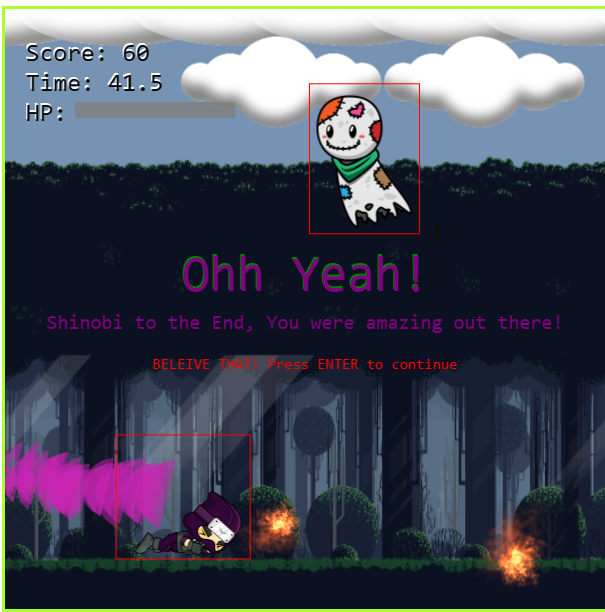 Score: 60
Time: 41.5
HP:
Ohh Yeah!
Shinobi to the End, You were amazing out there!
BELEIVE THAT! Press ENTER to continue